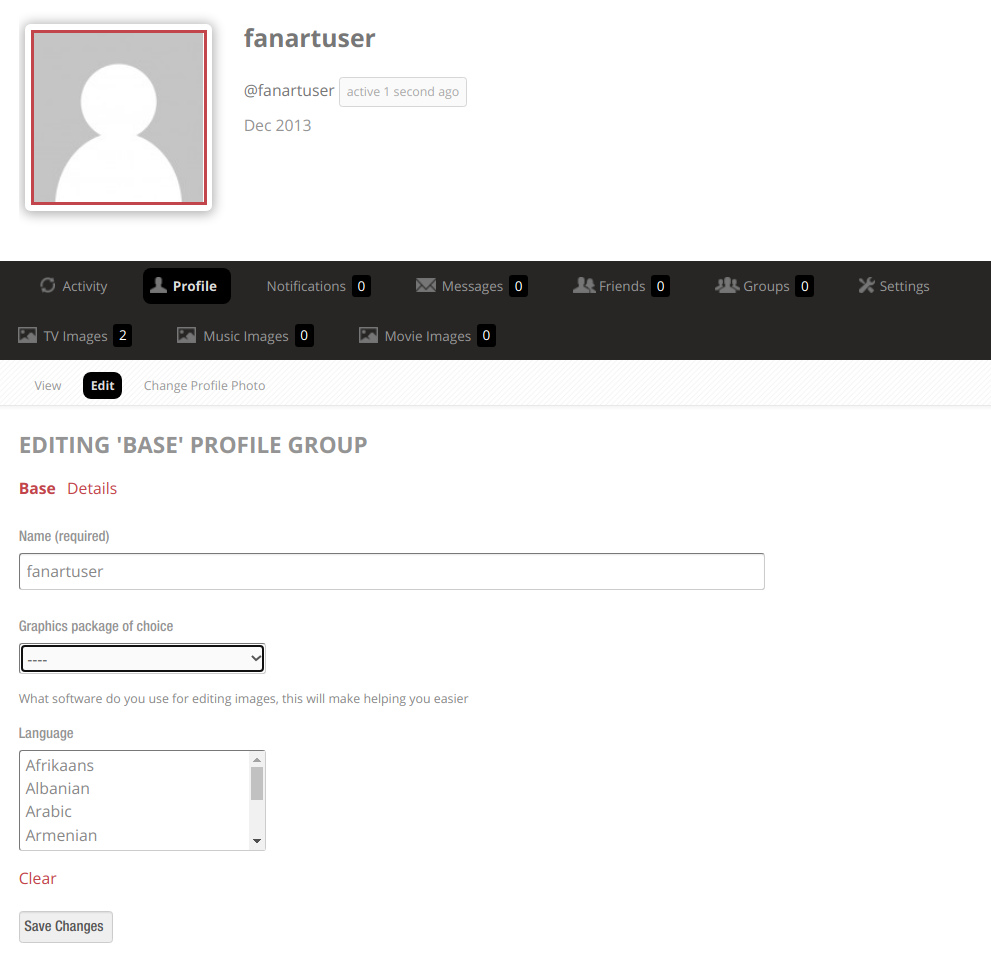 fanartuser
@fanartuser active 1 second ago
Dec 2013
Activity Profile Notifications 0 Messages 0 Friends 0 Groups 0 Settings
TV Images 2 Music Images 0 Movie Images 0
View Edit Change Profile Photo
EDITING 'BASE' PROFILE GROUP
Base Details
Name (required)
fanartuser
Graphics package of choice
----
What software do you use for editing images, this will make helping you easier
Language
Afrikaans
Albanian
Arabic
Armenian
Clear
Save Changes